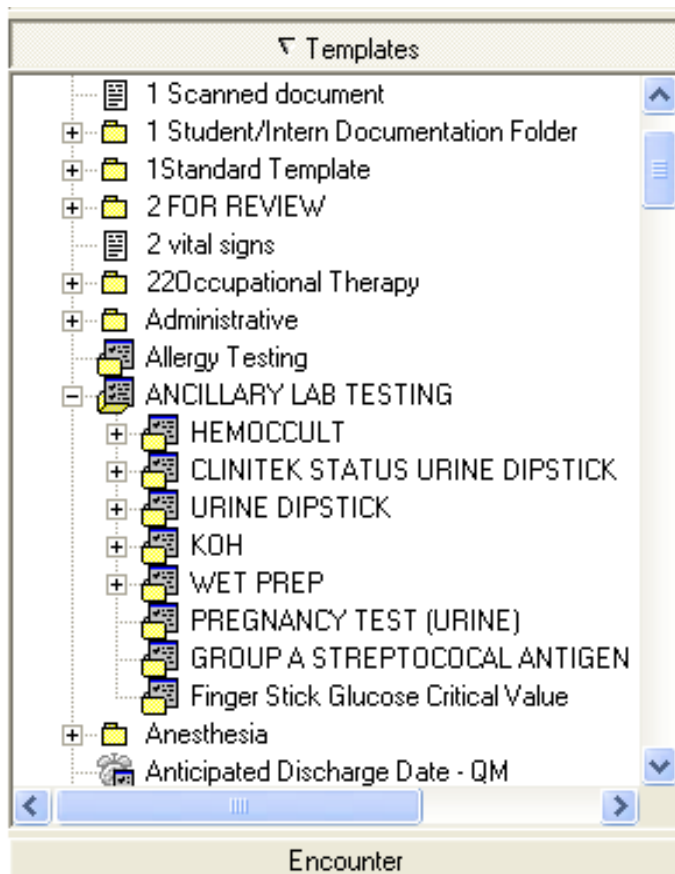 Templates
1 Scanned document
1 Student/Intern Documentation Folder
1Standard Template
2 FOR REVIEW
2 vital signs
22Occupational Therapy
Administrative
Allergy Testing
ANCILLARY LAB TESTING
HEMOCCULT
CLINITEK STATUS URINE DIPSTICK
URINE DIPSTICK
KOH
WET PREP
PREGNANCY TEST (URINE)
GROUP A STREPTOCOCAL ANTIGEN
Finger Stick Glucose Critical Value
Anesthesia
Anticipated Discharge Date - QM
Encounter